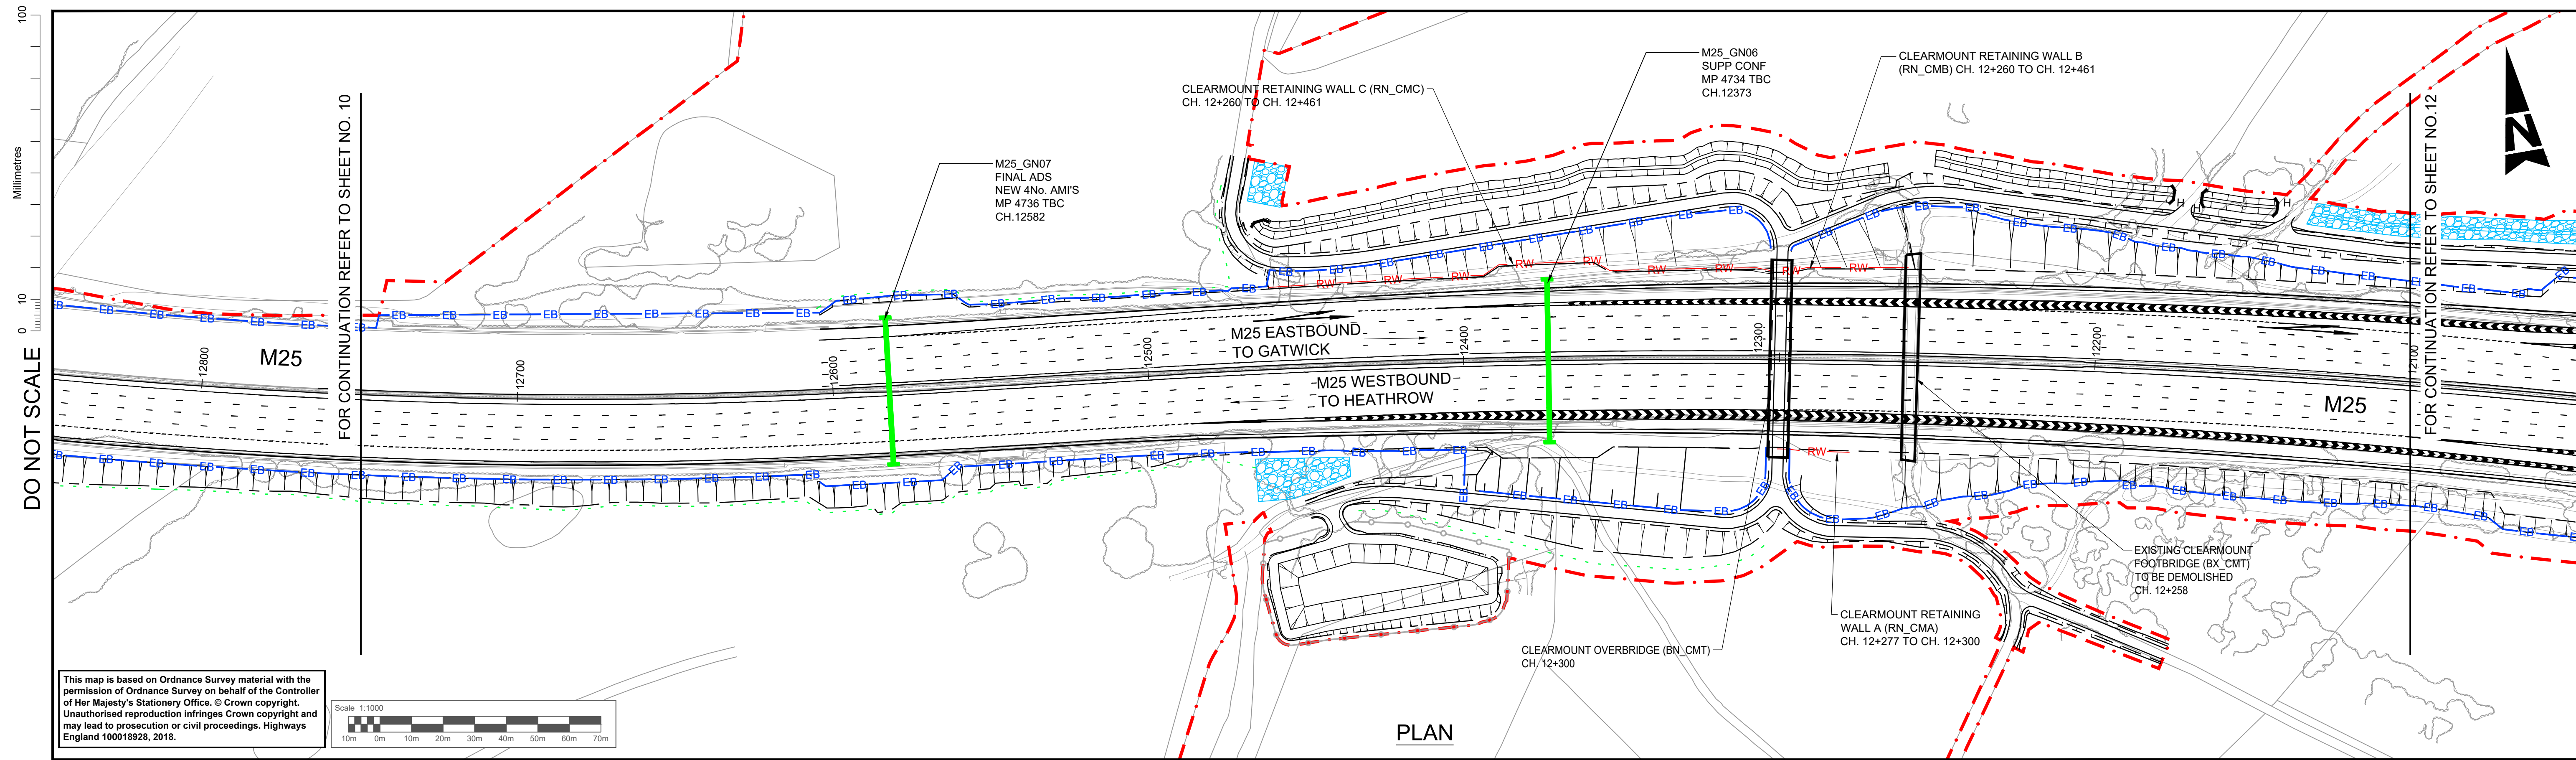 100
Millimetres
10
0
DO NOT SCALE
FOR CONTINUATION REFER TO SHEET NO. 10
M25_GN07
FINAL ADS
NEW 4No. AMI'S
MP 4736 TBC
CH.12582
CLEARMOUNT RETAINING WALL C (RN_CMC)
CH. 12+260 TO CH. 12+461
M25_GN06
SUPP CONF
MP 4734 TBC
CH.12373
CLEARMOUNT RETAINING WALL B
(RN_CMB) CH. 12+260 TO CH. 12+461
FOR CONTINUATION REFER TO SHEET NO.12
N
H
H
H
EB
RW
M25
12800
12700
12600
12500
12400
12300
12200
12100
M25 EASTBOUND
TO GATWICK
M25 WESTBOUND
TO HEATHROW
M25
RW
EB
EXISTING CLEARMOUNT
FOOTBRIDGE (BX_CMT)
TO BE DEMOLISHED
CH. 12+258
CLEARMOUNT RETAINING
WALL A (RN_CMA)
CH. 12+277 TO CH. 12+300
CLEARMOUNT OVERBRIDGE (BN_CMT)
CH. 12+300
This map is based on Ordnance Survey material with the
permission of Ordnance Survey on behalf of the Controller
of Her Majesty's Stationery Office. © Crown copyright.
Unauthorised reproduction infringes Crown copyright and
may lead to prosecution or civil proceedings. Highways
England 100018928, 2018.
Scale 1:1000
10m 0m 10m 20m 30m 40m 50m 60m 70m
PLAN